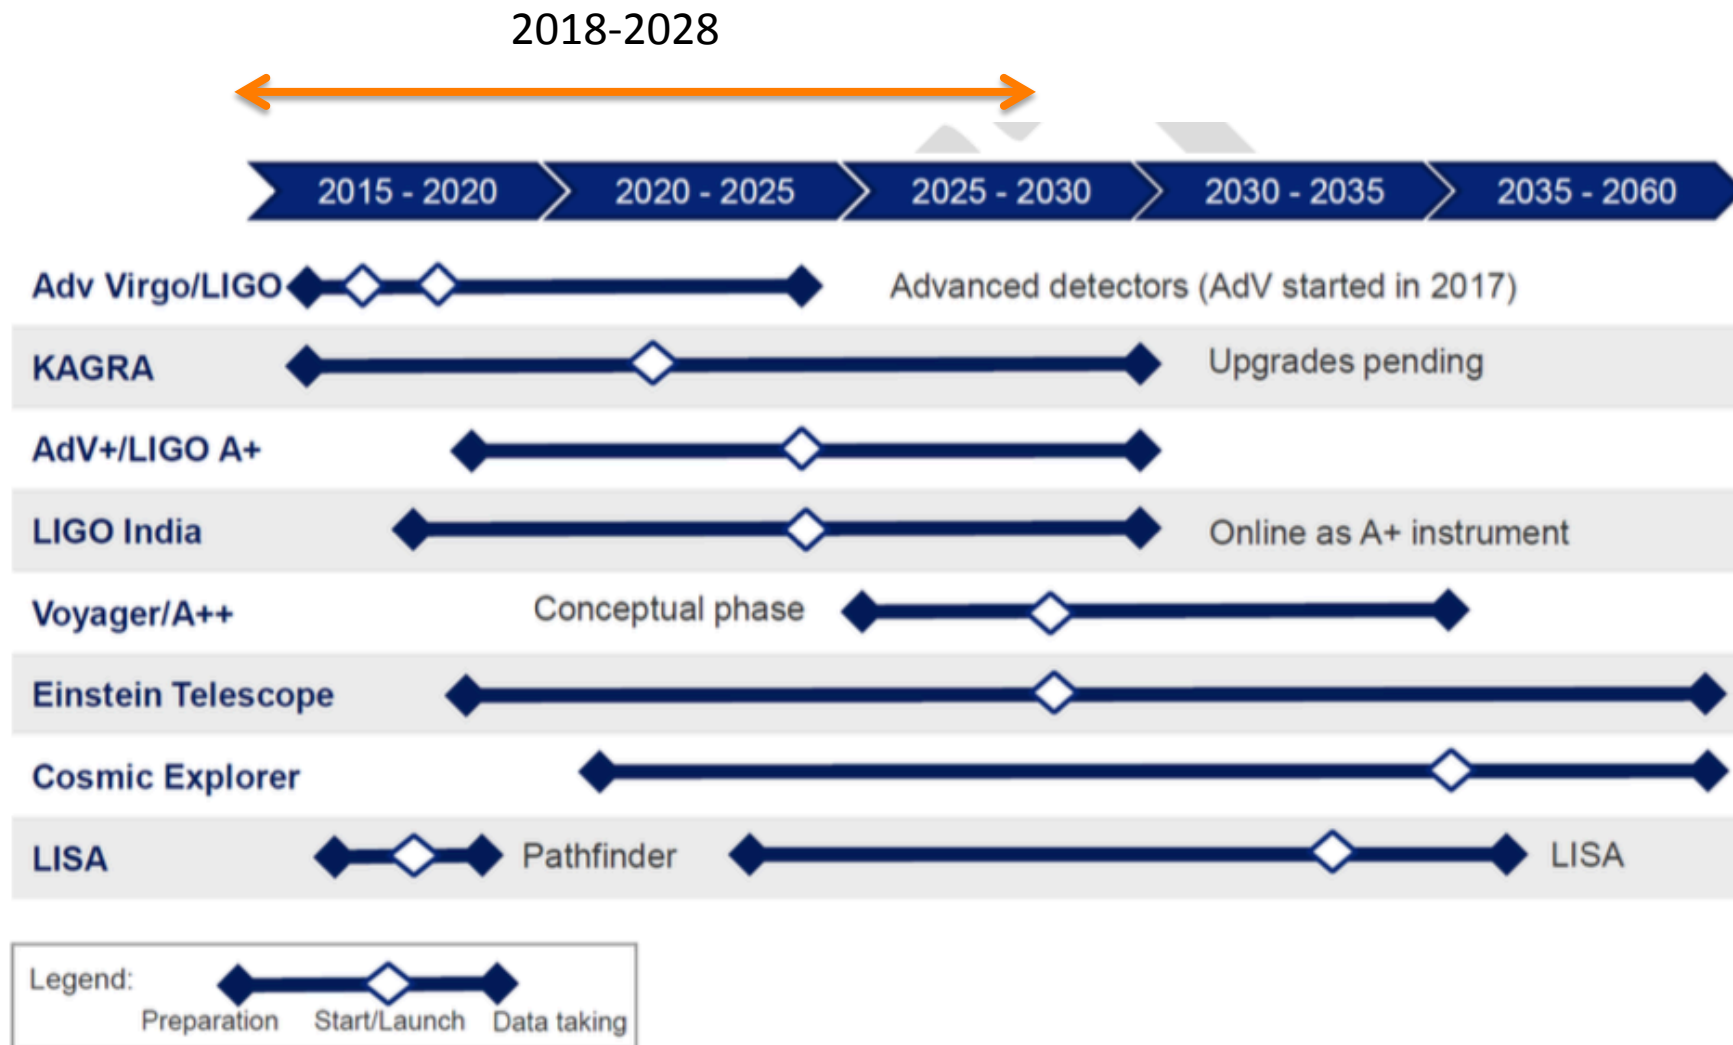 2018-2028
2015 - 2020 2020 - 2025 2025 - 2030 2030 - 2035 2035 - 2060
Adv Virgo/LIGO Advanced detectors (AdV started in 2017)
KAGRA Upgrades pending
AdV+/LIGO A+
LIGO India Online as A+ instrument
Voyager/A++ Conceptual phase
Einstein Telescope
Cosmic Explorer
LISA Pathfinder LISA
Legend:
Preparation Start/Launch Data taking